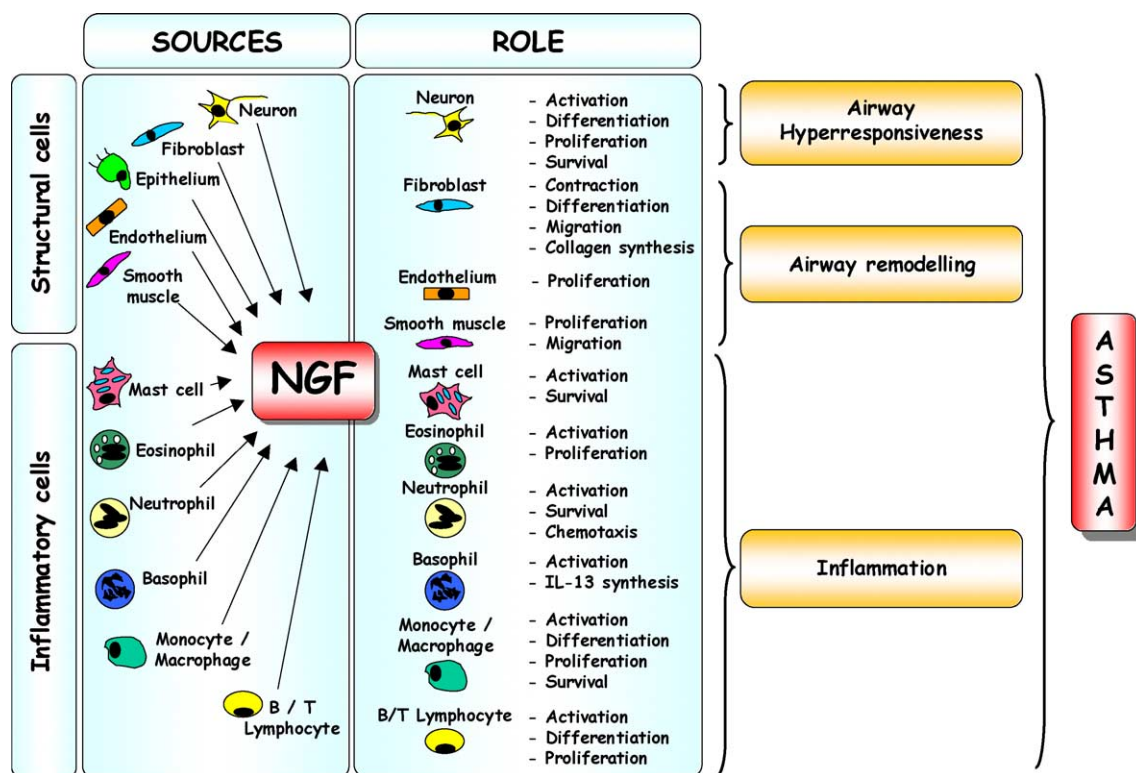 SOURCES
ROLE
Structural cells
Inflammatory cells
Neuron
Fibroblast
Epithelium
Endothelium
Smooth
muscle
Mast cell
Eosinophil
Neutrophil
Basophil
Monocyte /
Macrophage
B / T
Lymphocyte
NGF
Neuron
- Activation
- Differentiation
- Proliferation
- Survival
Fibroblast
- Contraction
- Differentiation
- Migration
- Collagen synthesis
Endothelium
- Proliferation
Smooth muscle
- Proliferation
- Migration
Mast cell
- Activation
- Survival
Eosinophil
- Activation
- Proliferation
Neutrophil
- Activation
- Survival
- Chemotaxis
Basophil
- Activation
- IL-13 synthesis
Monocyte /
Macrophage
- Activation
- Differentiation
- Proliferation
- Survival
B/T Lymphocyte
- Activation
- Differentiation
- Proliferation
Airway
Hyperresponsiveness
Airway remodelling
Inflammation
ASTHMA